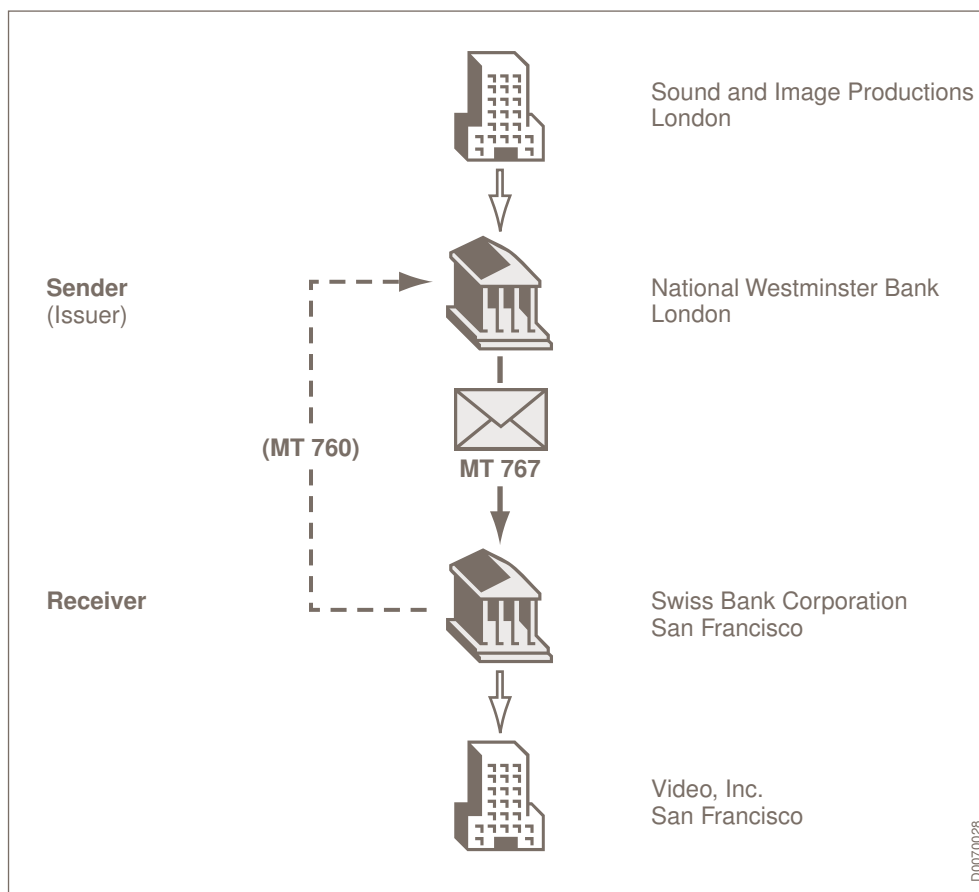 Sound and Image Productions
London
Sender
(Issuer)
National Westminster Bank
London
(MT 760)
MT 767
Receiver
Swiss Bank Corporation
San Francisco
Video, Inc.
San Francisco
D0070028